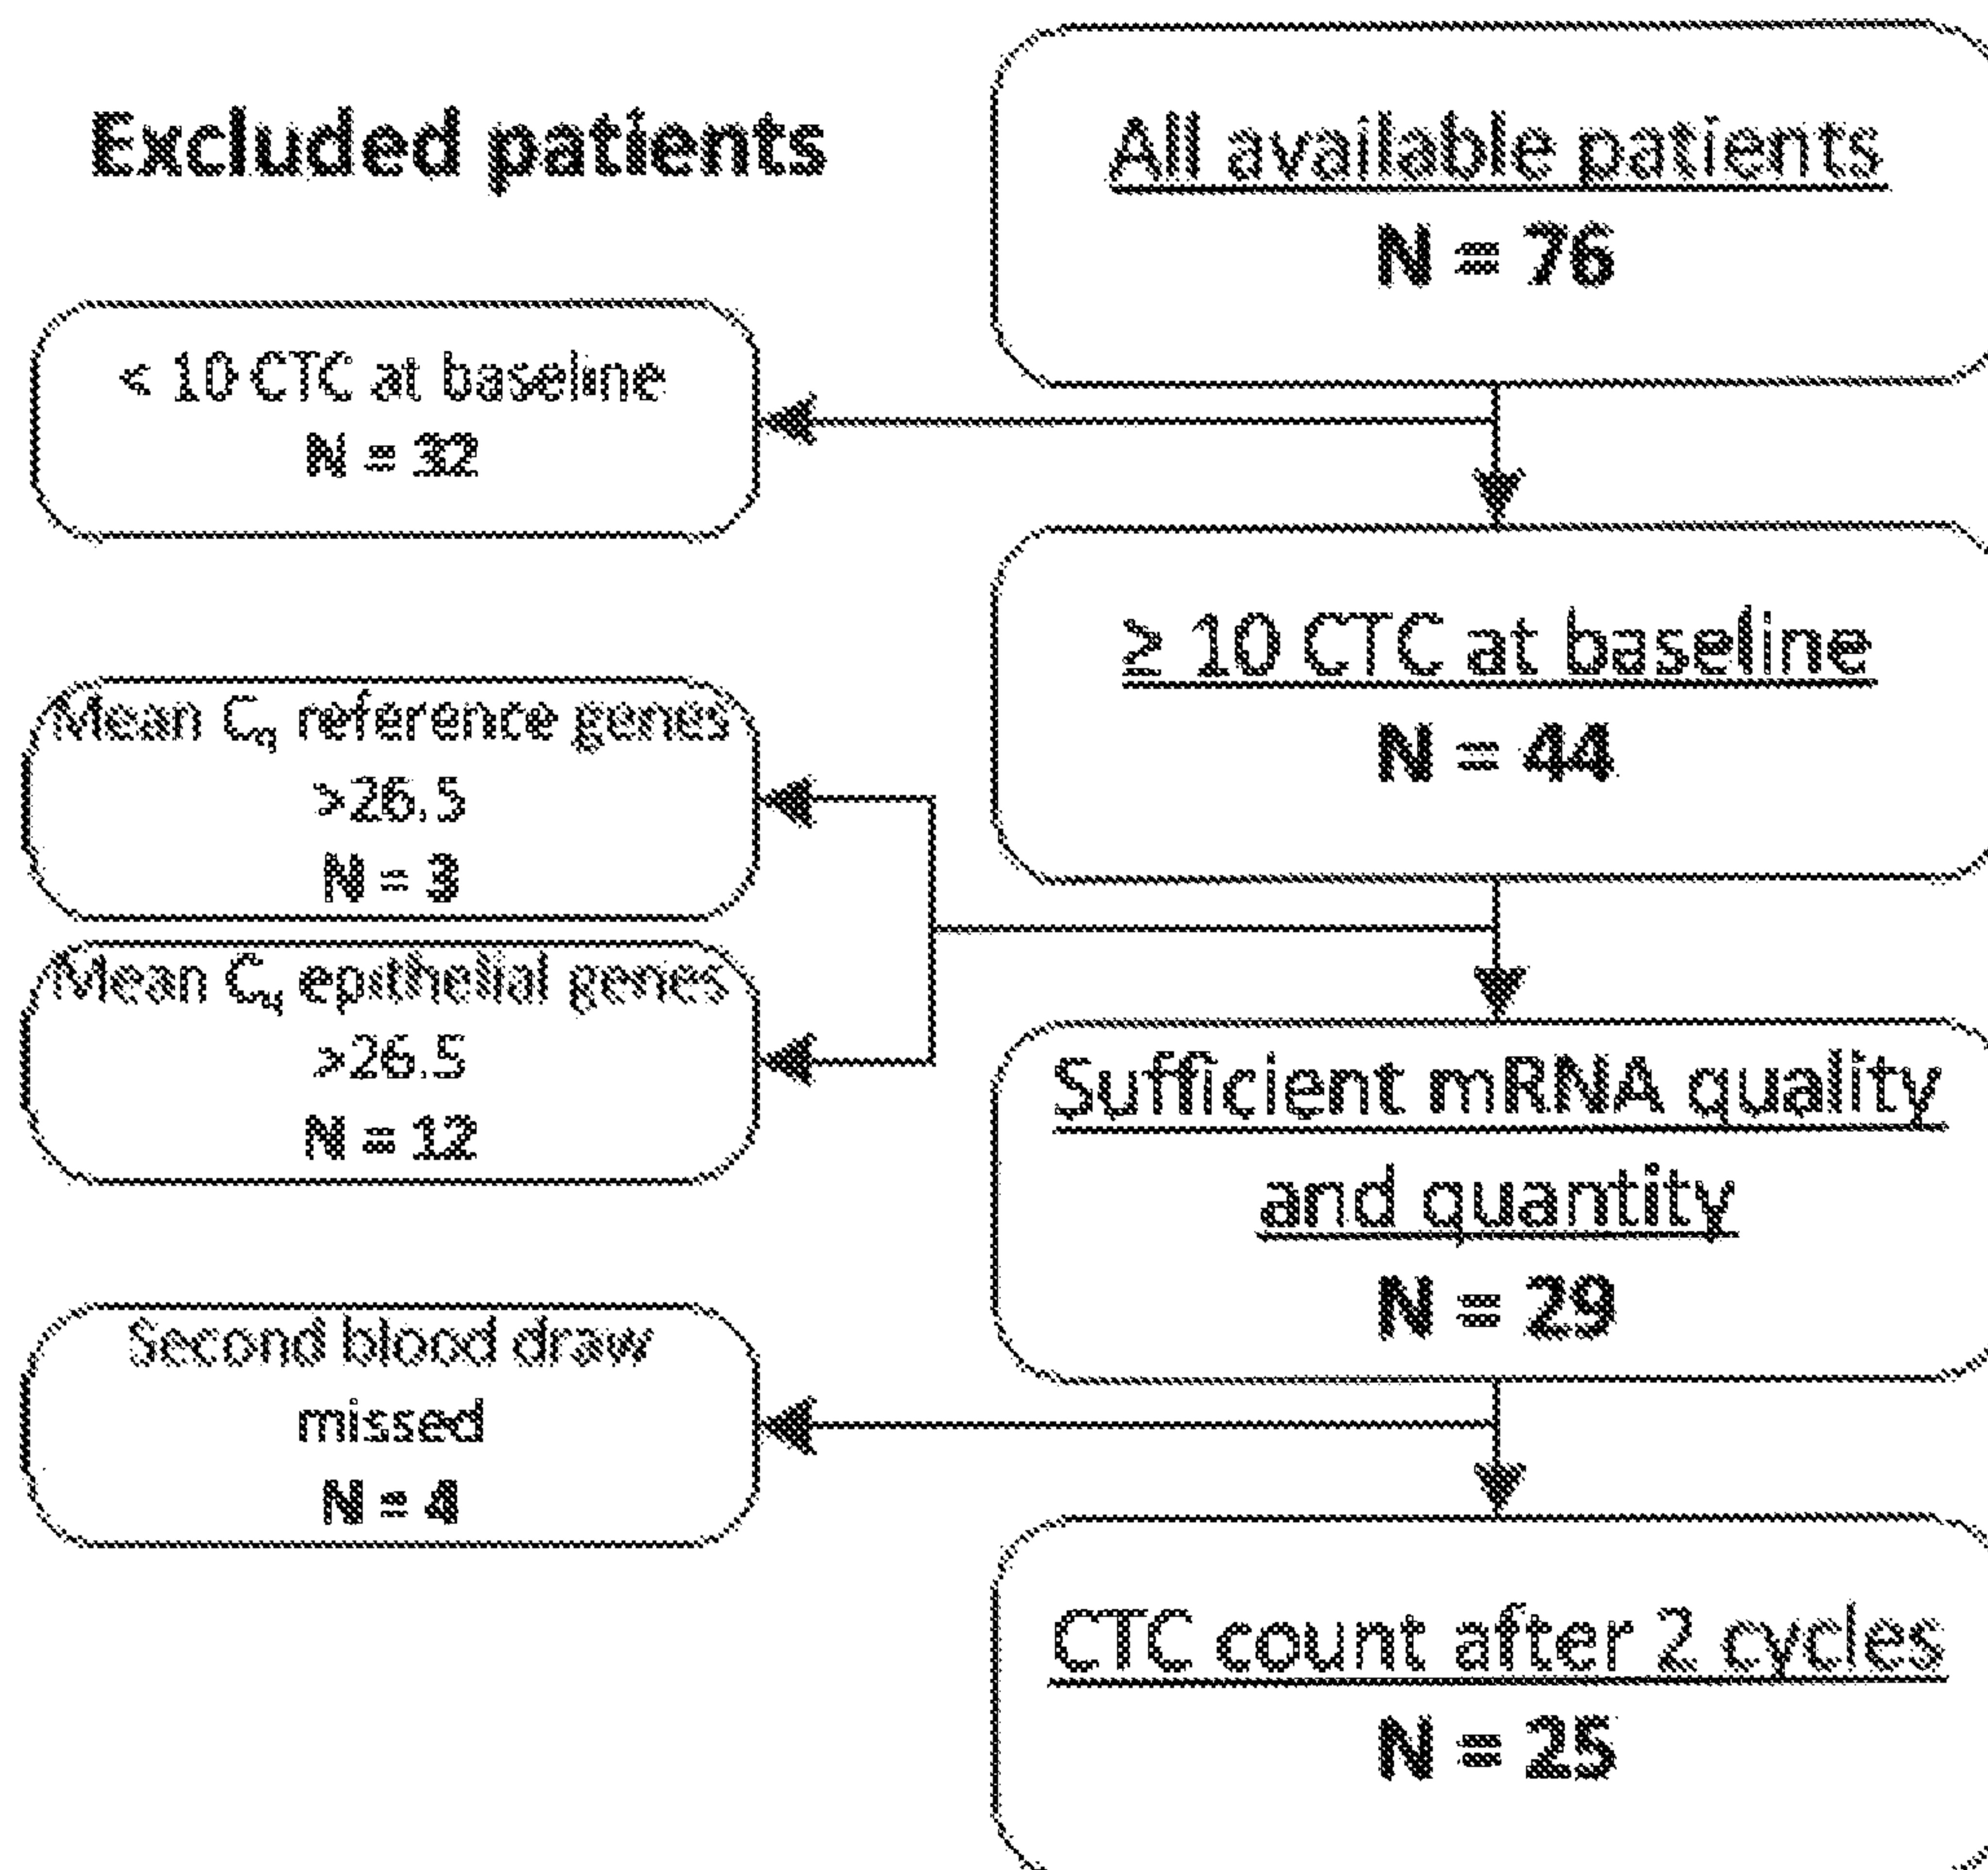 Excluded patients
All available patients
N = 76
< 10 CTC at baseline
N = 32
≥ 10 CTC at baseline
N = 44
Mean Cq reference genes
>26.5
N = 3
Mean Cq epithelial genes
>26.5
N = 12
Sufficient mRNA quality
and quantity
N = 29
Second blood draw
missed
N = 4
CTC count after 2 cycles
N = 25